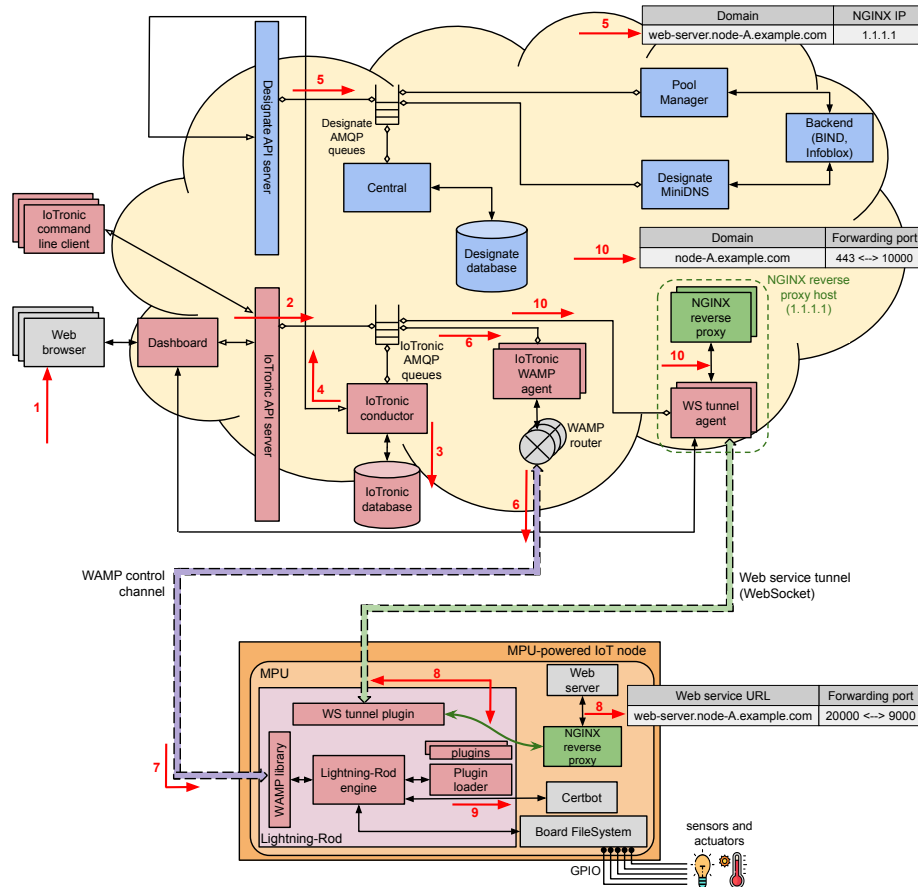 5
Domain
NGINX IP
web-server.node-A.example.com
1.1.1.1
Designate API server
5
Designate
AMQP
queues
Pool
Manager
Backend
(BIND,
Infoblox)
Central
Designate
MiniDNS
Designate
database
IoTronic
command
line client
10
Domain
Forwarding port
node-A.example.com
443 <--> 10000
NGINX reverse
proxy host
(1.1.1.1)
2
10
NGINX
reverse
proxy
Web
browser
Dashboard
IoTronic API server
IoTronic
AMQP
queues
6
IoTronic
WAMP
agent
10
1
4
IoTronic
conductor
WS tunnel
agent
WAMP
router
3
IoTronic
database
6
WAMP control
channel
Web service tunnel
(WebSocket)
MPU-powered IoT node
MPU
8
Web
server
WS tunnel plugin
8
Web service URL
Forwarding port
web-server.node-A.example.com
20000 <--> 9000
NGINX
reverse
proxy
7
WAMP library
Lightning-Rod
engine
plugins
Plugin
loader
9
Certbot
Lightning-Rod
Board FileSystem
GPIO
sensors and
actuators